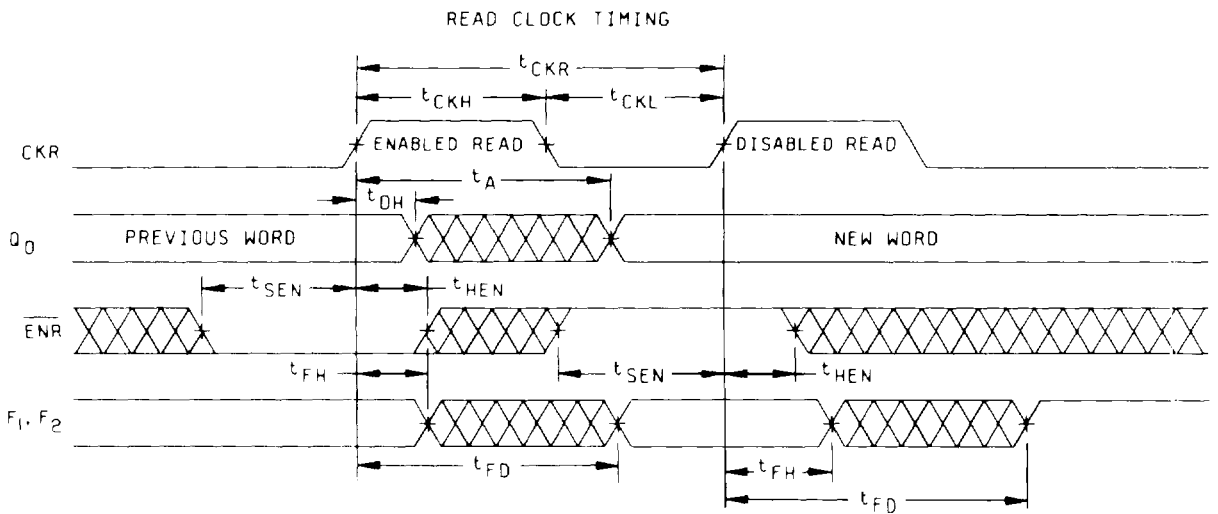 READ CLOCK TIMING
tCKR
tCKH
tCKL
CKR
ENABLED READ
DISABLED READ
tA
tOH
Q0
PREVIOUS WORD
NEW WORD
tSEN
tHEN
ENR
tFH
tSEN
tHEN
F1, F2
tFD
tFH
tFD